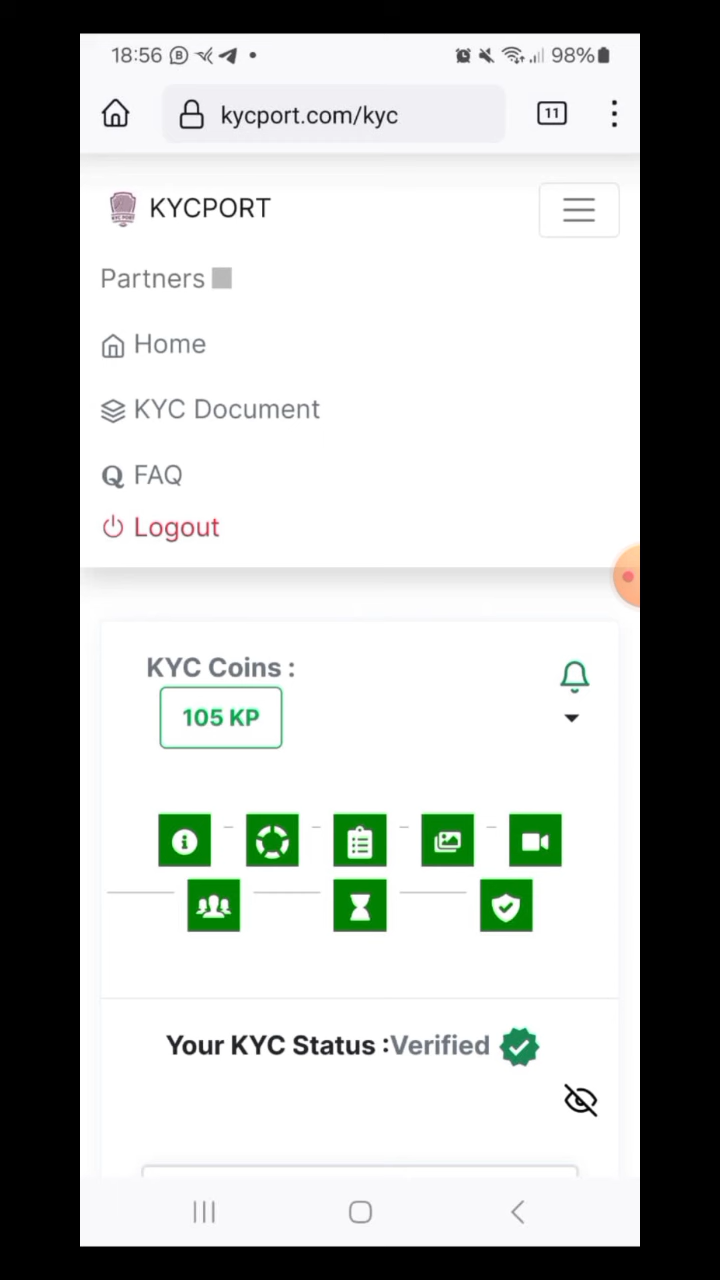 18:56
98%
kycport.com/kyc
11
KYCPORT
Partners
Home
KYC Document
Q FAQ
Logout
KYC Coins :
105 KP
Your KYC Status :Verified